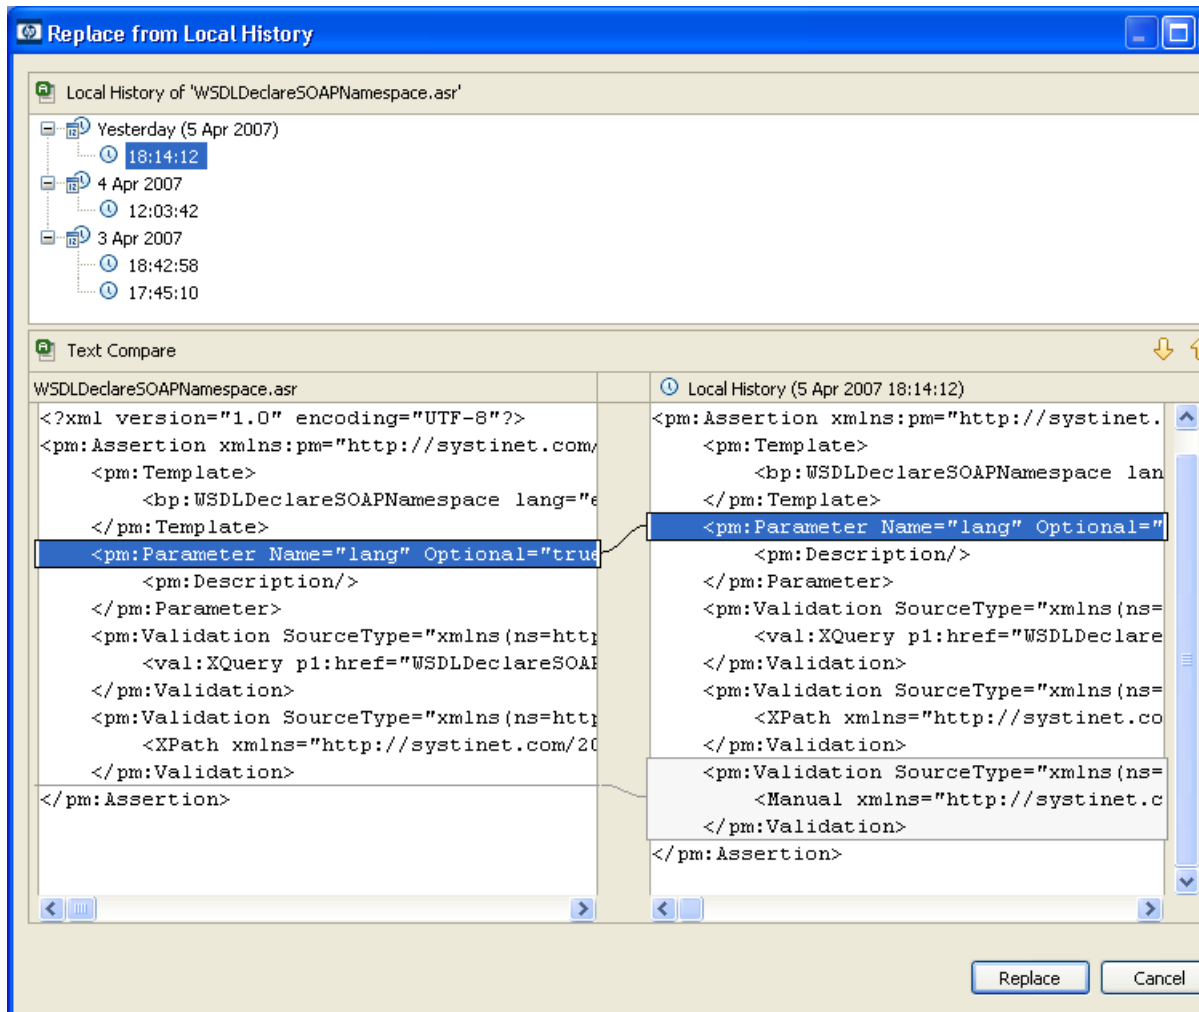 Replace from Local History
Local History of 'WSDLDeclareSOAPNamespace.asr'
Yesterday (5 Apr 2007)
18:14:12
4 Apr 2007
12:03:42
3 Apr 2007
18:42:58
17:45:10
Text Compare
WSDLDeclareSOAPNamespace.asr
<?xml version="1.0" encoding="UTF-8"?>
<pm:Assertion xmlns:pm="http://systinet.com/
<pm:Template>
<bp:WSDLDeclareSOAPNamespace lang="e
</pm:Template>
<pm:Parameter Name="lang" Optional="true
<pm:Description/>
</pm:Parameter>
<pm:Validation SourceType="xmlns(ns=http
<val:XQuery p1:href="WSDLDeclareSOAP
</pm:Validation>
<pm:Validation SourceType="xmlns(ns=http
<XPath xmlns="http://systinet.com/20
</pm:Validation>
</pm:Assertion>
Local History (5 Apr 2007 18:14:12)
<pm:Assertion xmlns:pm="http://systinet.
<pm:Template>
<bp:WSDLDeclareSOAPNamespace lan
</pm:Template>
<pm:Parameter Name="lang" Optional="
<pm:Description/>
</pm:Parameter>
<pm:Validation SourceType="xmlns(ns=
<val:XQuery p1:href="WSDLDeclare
</pm:Validation>
<pm:Validation SourceType="xmlns(ns=
<XPath xmlns="http://systinet.co
</pm:Validation>
<pm:Validation SourceType="xmlns(ns=
<Manual xmlns="http://systinet.c
</pm:Validation>
</pm:Assertion>
Replace
Cancel